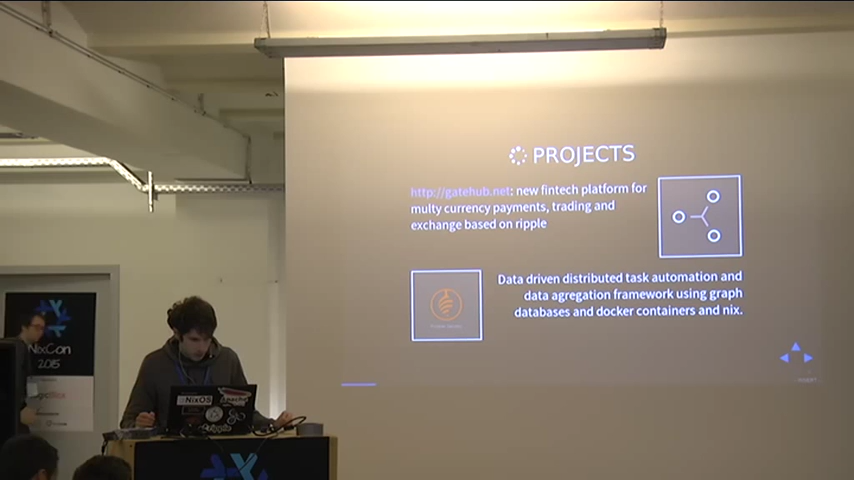 PROJECTS
http://gatehub.net: new fintech platform for
multy currency payments, trading and
exchange based on ripple
Data driven distributed task automation and
data agregation framework using graph
databases and docker containers and nix.
NixCon
2015
NixOS